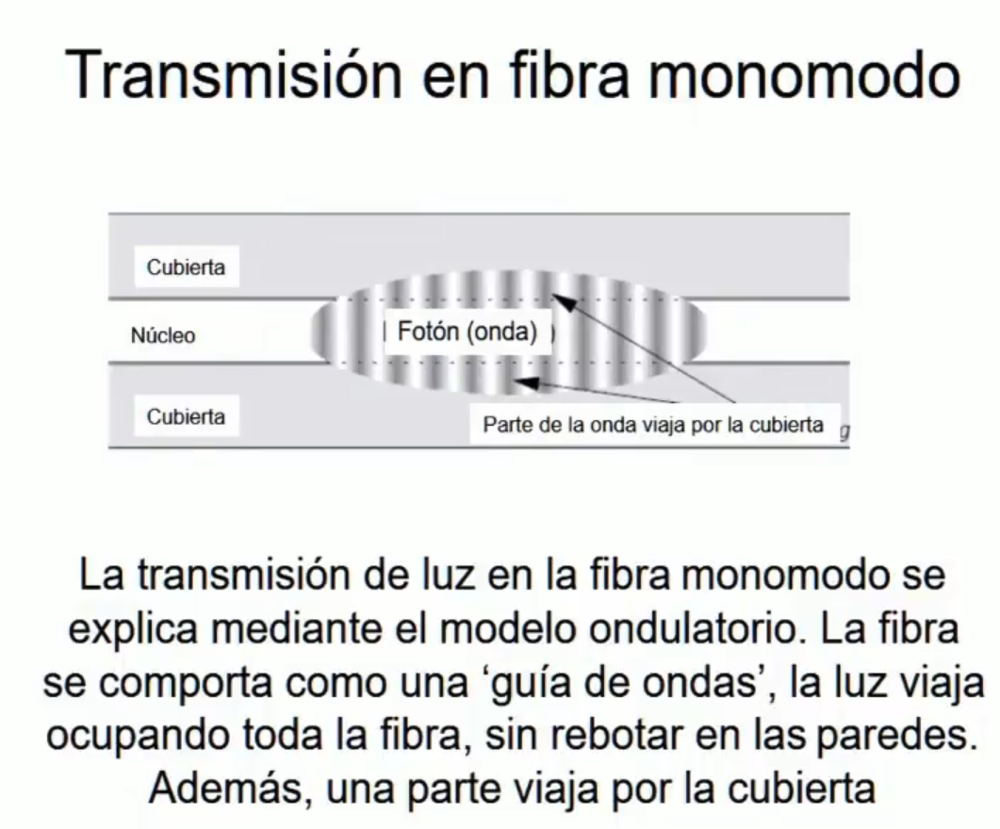 Transmisión en fibra monomodo
Cubierta
Núcleo
Fotón (onda)
Cubierta
Parte de la onda viaja por la cubierta
La transmisión de luz en la fibra monomodo se
explica mediante el modelo ondulatorio. La fibra
se comporta como una ‘guía de ondas’, la luz viaja
ocupando toda la fibra, sin rebotar en las paredes.
Además, una parte viaja por la cubierta